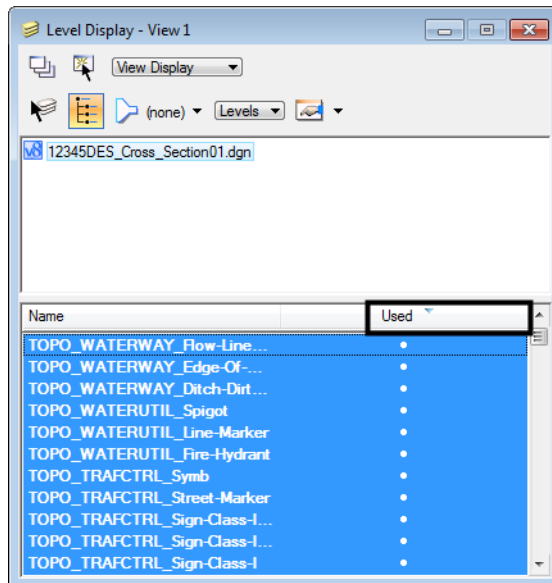 Level Display - View 1
View Display
(none) Levels
V8 12345DES_Cross_Section01.dgn
Name Used
TOPO_WATERWAY_Flow-Line...
TOPO_WATERWAY_Edge-Of-...
TOPO_WATERWAY_Ditch-Dirt...
TOPO_WATERUTIL_Spigot
TOPO_WATERUTIL_Line-Marker
TOPO_WATERUTIL_Fire-Hydrant
TOPO_TRAFCTRL_Symb
TOPO_TRAFCTRL_Street-Marker
TOPO_TRAFCTRL_Sign-Class-I...
TOPO_TRAFCTRL_Sign-Class-I...
TOPO_TRAFCTRL_Sign-Class-I